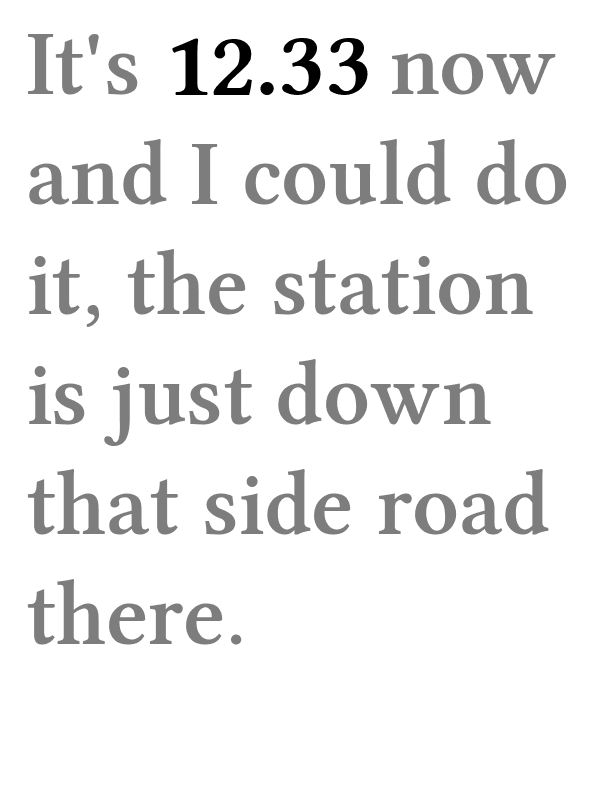 It's 12.33 now
and I could do
it, the station
is just down
that side road
there.